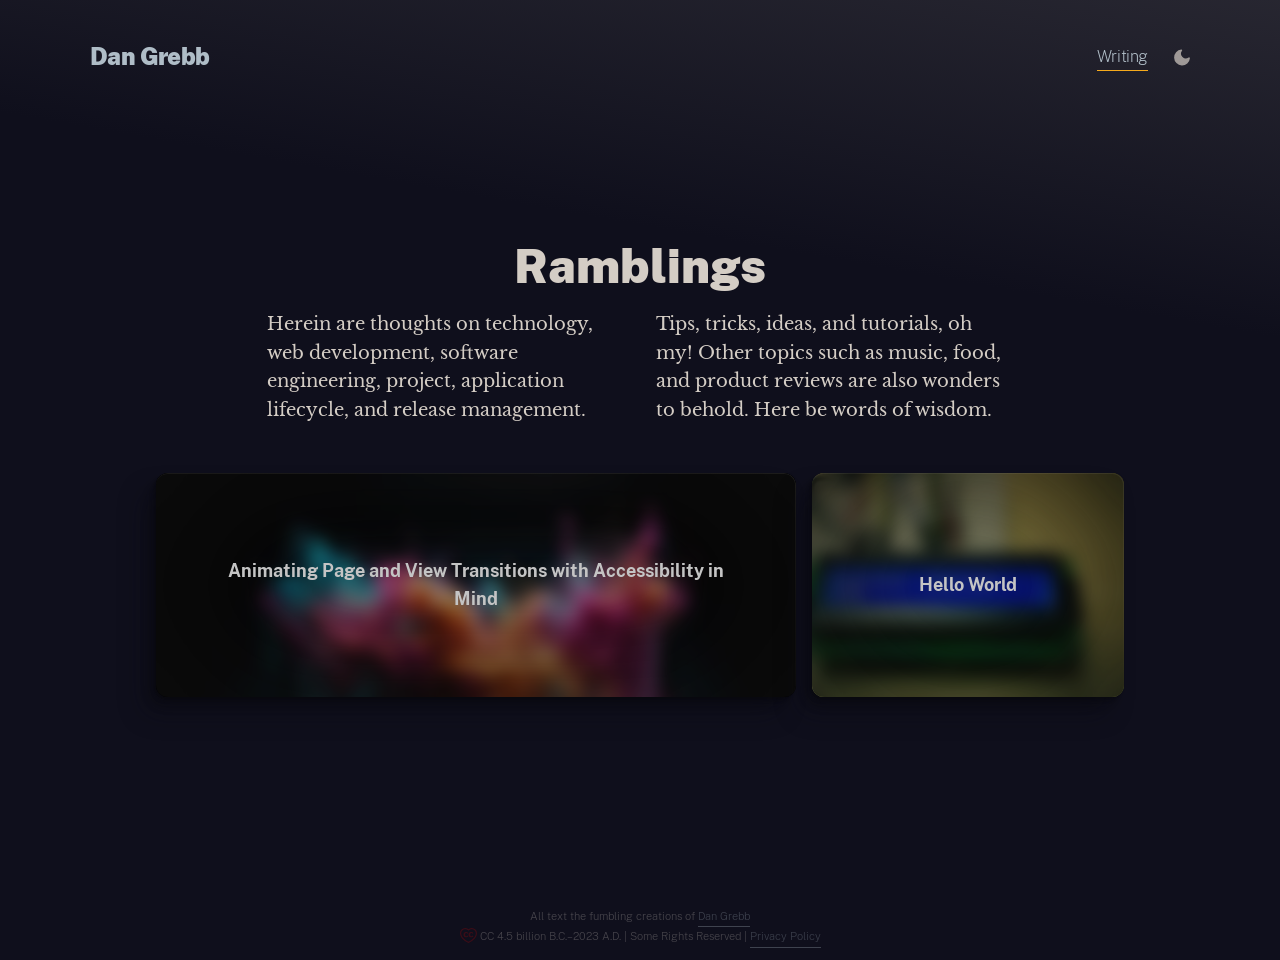 Dan Grebb
Writing
Ramblings
Herein are thoughts on technology,
web development, software
engineering, project, application
lifecycle, and release management.
Tips, tricks, ideas, and tutorials, oh
my! Other topics such as music, food,
and product reviews are also wonders
to behold. Here be words of wisdom.
Animating Page and View Transitions with Accessibility in
Mind
Hello World
All text the fumbling creations of Dan Grebb
CC 4.5 billion B.C.–2023 A.D. | Some Rights Reserved | Privacy Policy